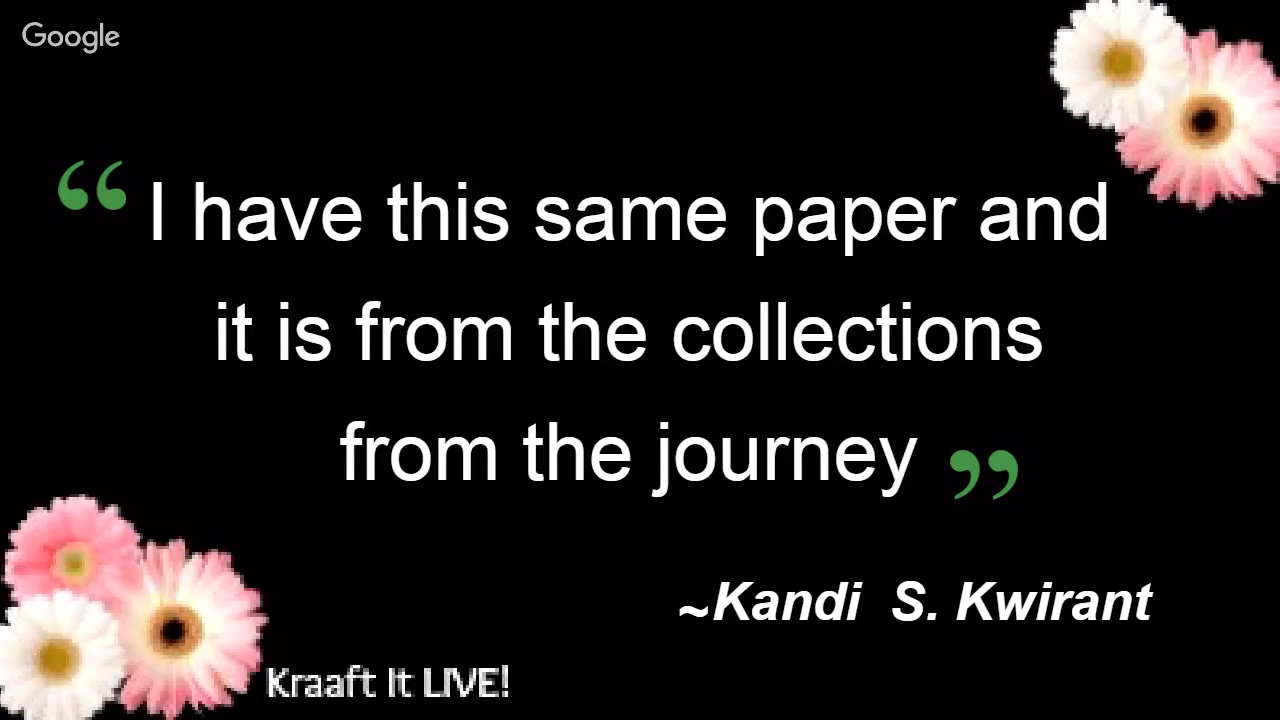 Google
“ I have this same paper and
it is from the collections
from the journey ”
~Kandi  S. Kwirant
Kraaft It LIVE!